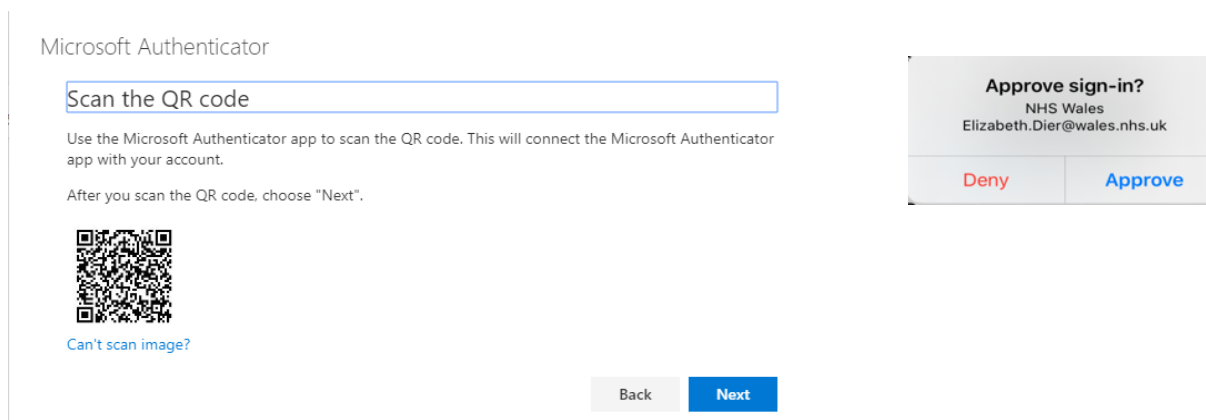 Microsoft Authenticator
Scan the QR code
Use the Microsoft Authenticator app to scan the QR code. This will connect the Microsoft Authenticator
app with your account.
After you scan the QR code, choose "Next".
Can't scan image?
Back Next
Approve sign-in?
NHS Wales
Elizabeth.Dier@wales.nhs.uk
Deny Approve